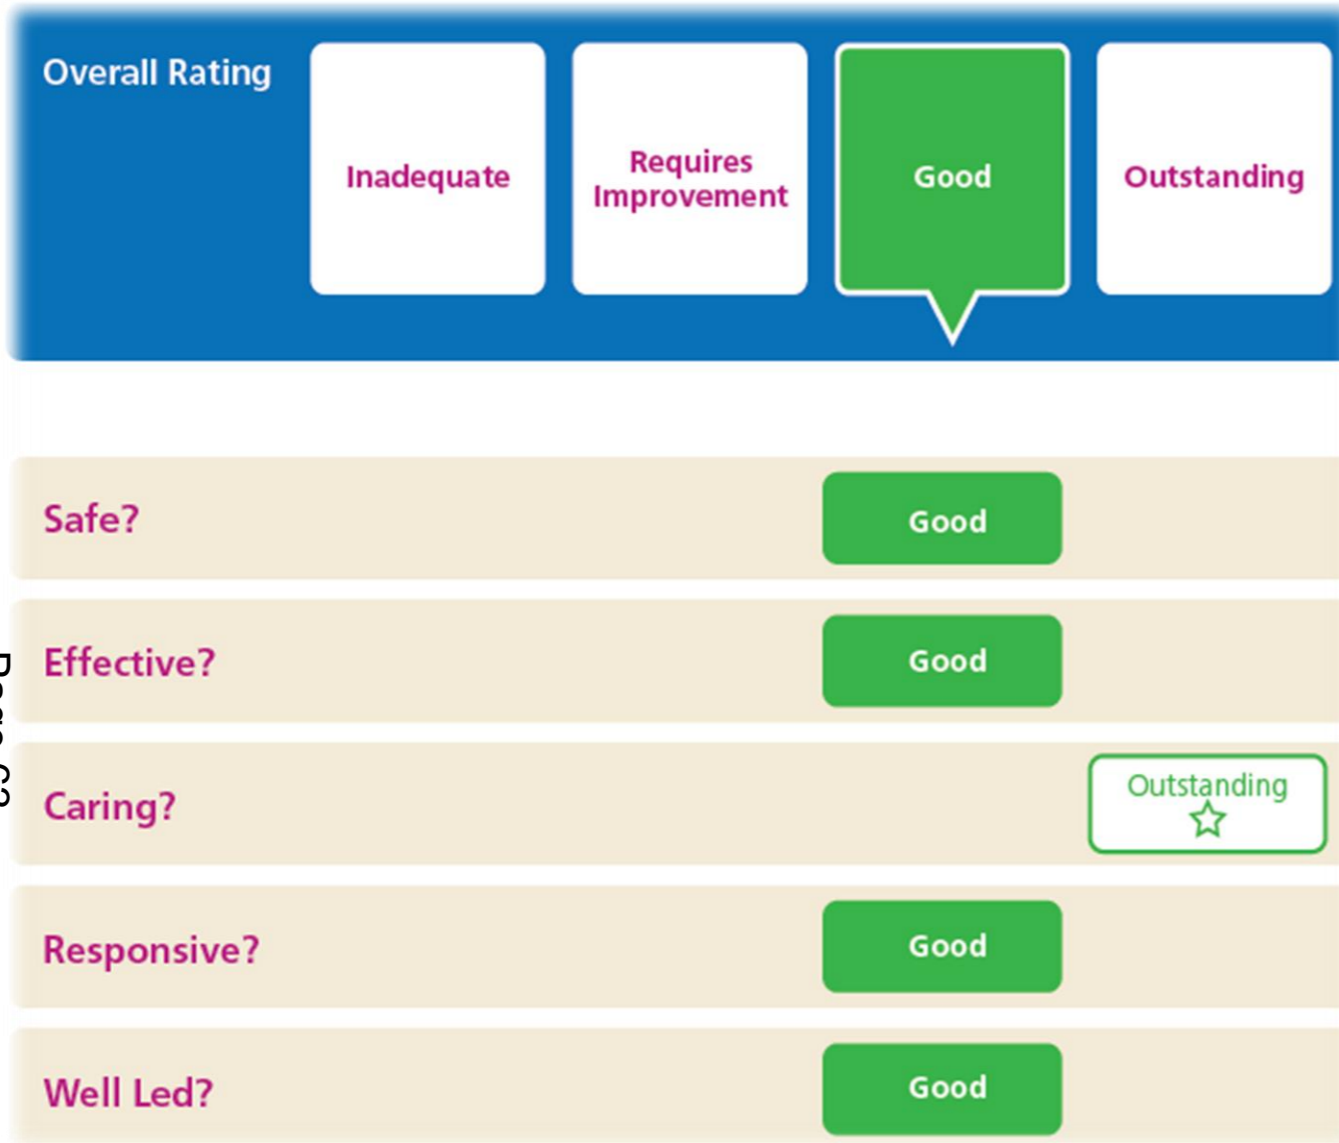 Overall Rating
Inadequate
Requires
Improvement
Good
Outstanding
Safe?
Good
Effective?
Good
Caring?
Outstanding
Responsive?
Good
Well Led?
Good